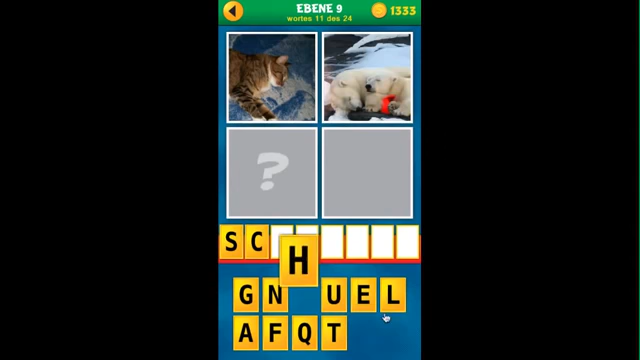 EBENE 9
wortes 11 des 24
1333
?
S C H
G N U E L
A F Q T